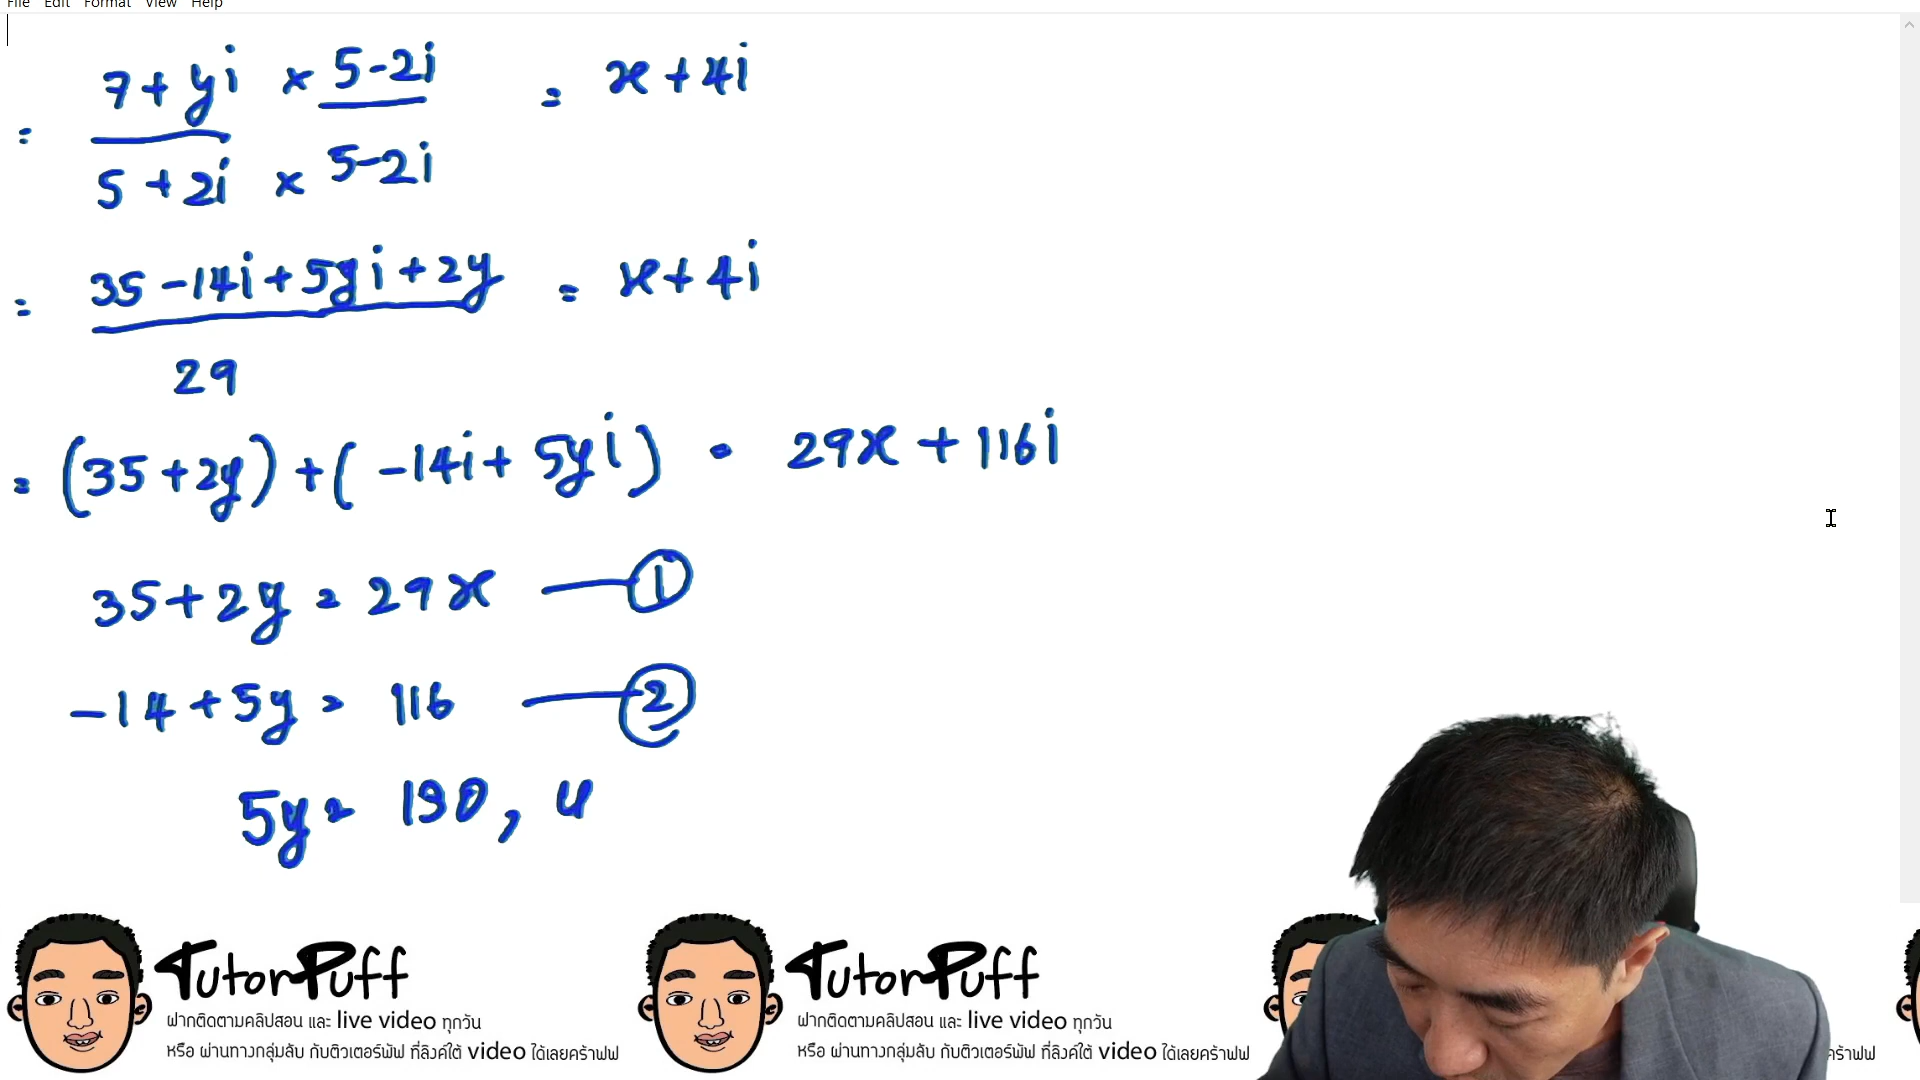 File Edit Format View Help
= 7+yi × 5-2i = x+4i
5+2i × 5-2i
= 35-14i+5yi+2y = x+4i
29
= (35+2y)+(-14i+5yi) = 29x+116i
35+2y = 29x — 1
-14+5y = 116 — 2
5y = 130, y
TutorPuff
ฝากติดตามคลิปสอน และ live video ทุกวัน
หรือ ผ่านทางกลุ่มลับ กับติวเตอร์พัฟ ที่ลิงค์ใต้ video ได้เลยคร้าฟฟ
TutorPuff
ฝากติดตามคลิปสอน และ live video ทุกวัน
หรือ ผ่านทางกลุ่มลับ กับติวเตอร์พัฟ ที่ลิงค์ใต้ video ได้เลยคร้าฟฟ
คร้าฟฟ